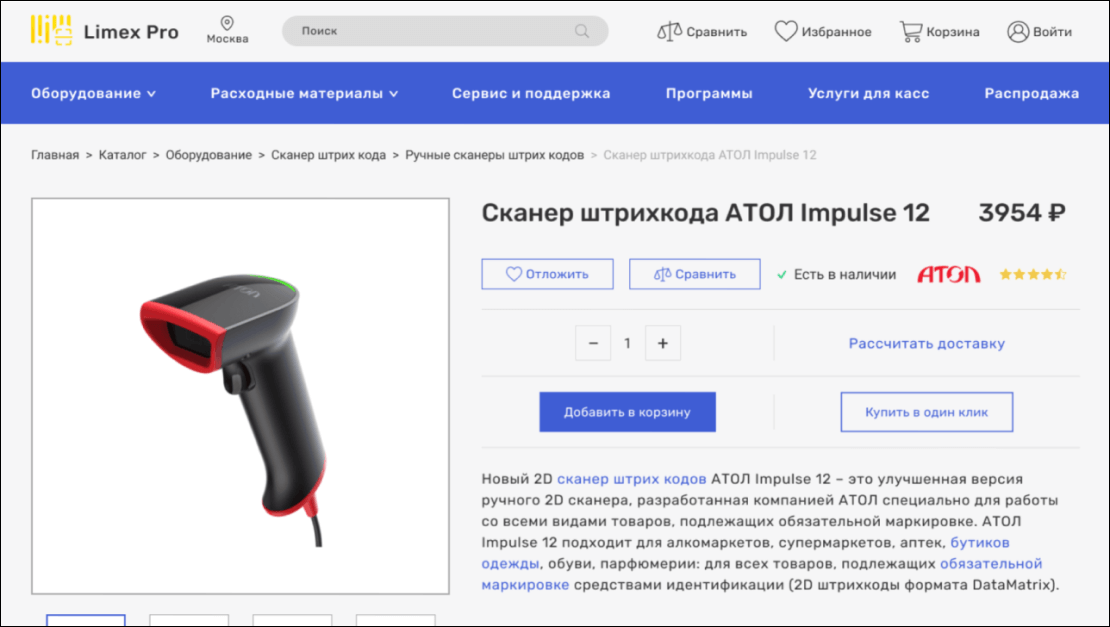 Limex Pro
Москва
Поиск
Сравнить
Избранное
Корзина
Войти
Оборудование
Расходные материалы
Сервис и поддержка
Программы
Услуги для касс
Распродажа
Главная > Каталог > Оборудование > Сканер штрих кода > Ручные сканеры штрих кодов > Сканер штрихкода АТОЛ Impulse 12
Сканер штрихкода АТОЛ Impulse 12
3954 ₽
Отложить
Сравнить
Есть в наличии
АТОЛ
− 1 +
Рассчитать доставку
Добавить в корзину
Купить в один клик
Новый 2D сканер штрих кодов АТОЛ Impulse 12 – это улучшенная версия
ручного 2D сканера, разработанная компанией АТОЛ специально для работы
со всеми видами товаров, подлежащих обязательной маркировке. АТОЛ
Impulse 12 подходит для алкомаркетов, супермаркетов, аптек, бутиков
одежды, обуви, парфюмерии: для всех товаров, подлежащих обязательной
маркировке средствами идентификации (2D штрихкоды формата DataMatrix).